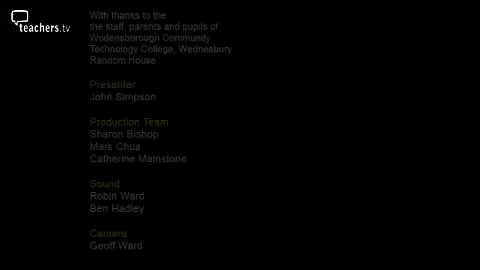 teachers.tv
With thanks to the
the staff, parents and pupils of
Wodensborough Community
Technology College, Wednesbury
Random House
Presenter
John Simpson
Production Team
Sharon Bishop
Mars Chua
Catherine Mainstone
Sound
Robin Ward
Ben Hadley
Camera
Geoff Ward